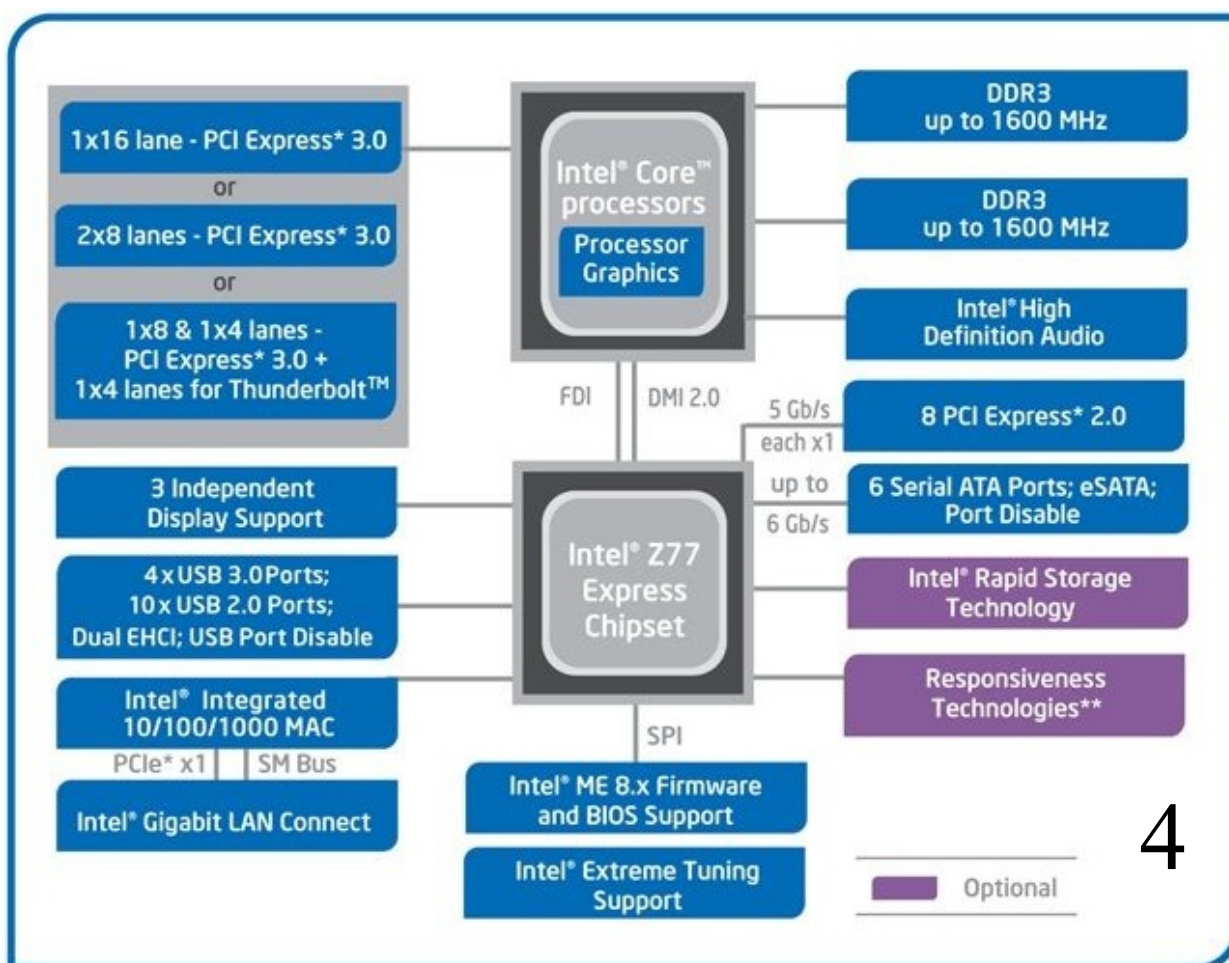 1x16 lane - PCI Express* 3.0
or
2x8 lanes - PCI Express* 3.0
or
1x8 & 1x4 lanes -
PCI Express* 3.0 +
1x4 lanes for Thunderbolt™
Intel® Core™
processors
Processor
Graphics
DDR3
up to 1600 MHz
DDR3
up to 1600 MHz
Intel® High
Definition Audio
FDI
DMI 2.0
5 Gb/s
each x1
8 PCI Express* 2.0
up to
6 Gb/s
6 Serial ATA Ports; eSATA;
Port Disable
3 Independent
Display Support
4 x USB 3.0 Ports;
10 x USB 2.0 Ports;
Dual EHCI; USB Port Disable
Intel® Z77
Express
Chipset
Intel® Rapid Storage
Technology
Intel® Integrated
10/100/1000 MAC
Responsiveness
Technologies**
PCIe* x1
SM Bus
SPI
Intel® Gigabit LAN Connect
Intel® ME 8.x Firmware
and BIOS Support
Intel® Extreme Tuning
Support
Optional
4